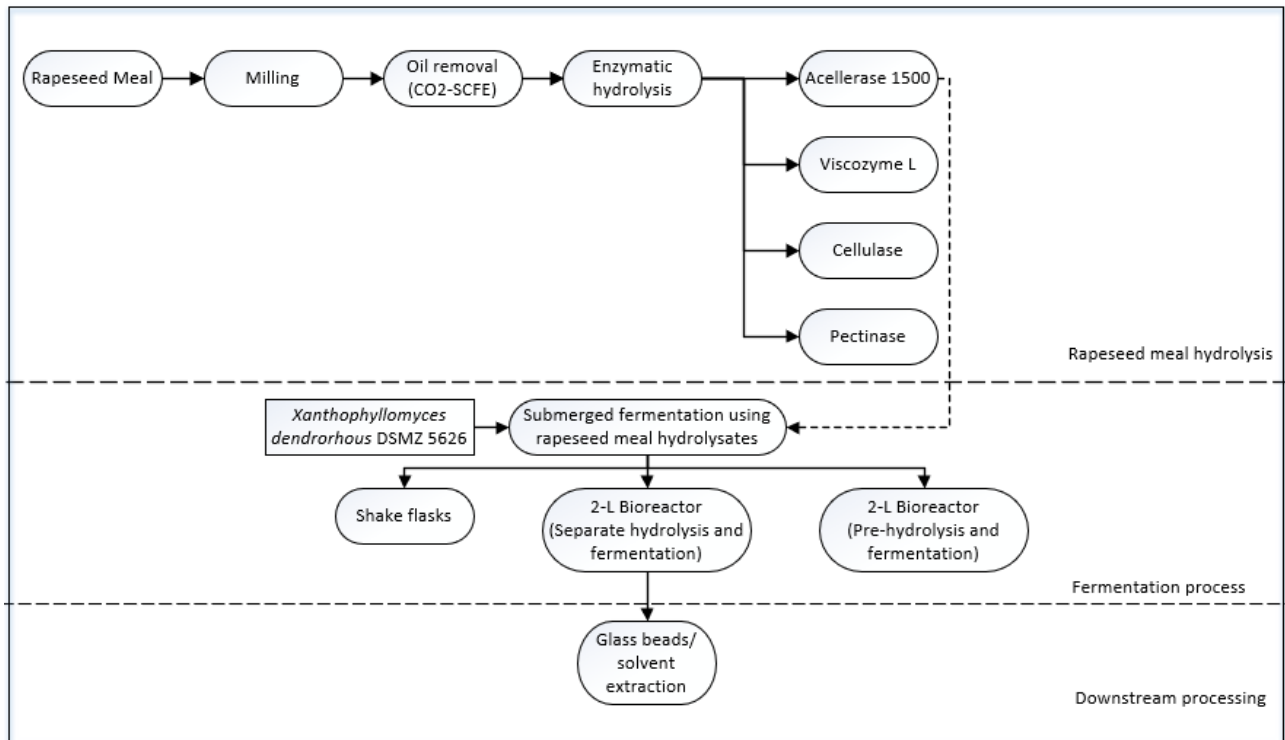 Rapeseed Meal
Milling
Oil removal
(CO2-SCFE)
Enzymatic
hydrolysis
Acellerase 1500
Viscozyme L
Cellulase
Pectinase
Rapeseed meal hydrolysis
Xanthophyllomyces
dendrorhous DSMZ 5626
Submerged fermentation using
rapeseed meal hydrolysates
Shake flasks
2-L Bioreactor
(Separate hydrolysis and
fermentation)
2-L Bioreactor
(Pre-hydrolysis and
fermentation)
Fermentation process
Glass beads/
solvent
extraction
Downstream processing